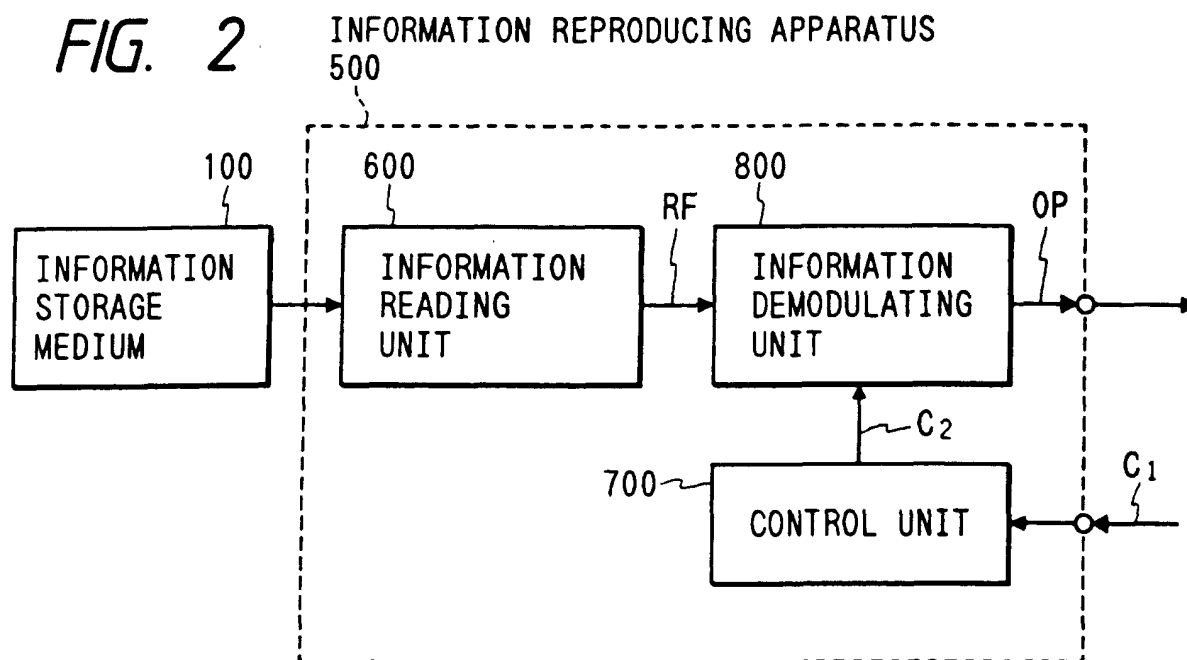 FIG. 2
INFORMATION REPRODUCING APPARATUS
500
100
600
RF
800
OP
INFORMATION
STORAGE
MEDIUM
INFORMATION
READING
UNIT
INFORMATION
DEMODULATING
UNIT
C2
700
CONTROL UNIT
C1